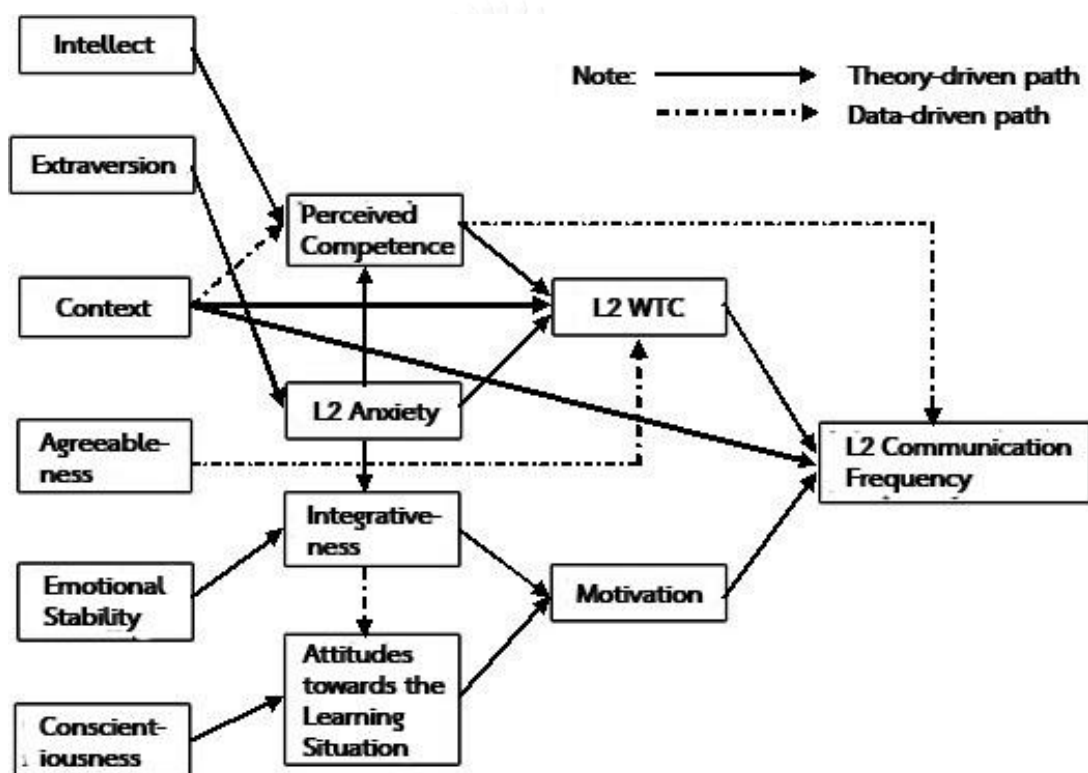 Intellect
Note:
Theory-driven path
Data-driven path
Extraversion
Perceived
Competence
Context
L2 WTC
L2 Anxiety
Agreeable-
ness
L2 Communication
Frequency
Integrative-
ness
Emotional
Stability
Motivation
Attitudes
towards the
Learning
Situation
Conscient-
iousness